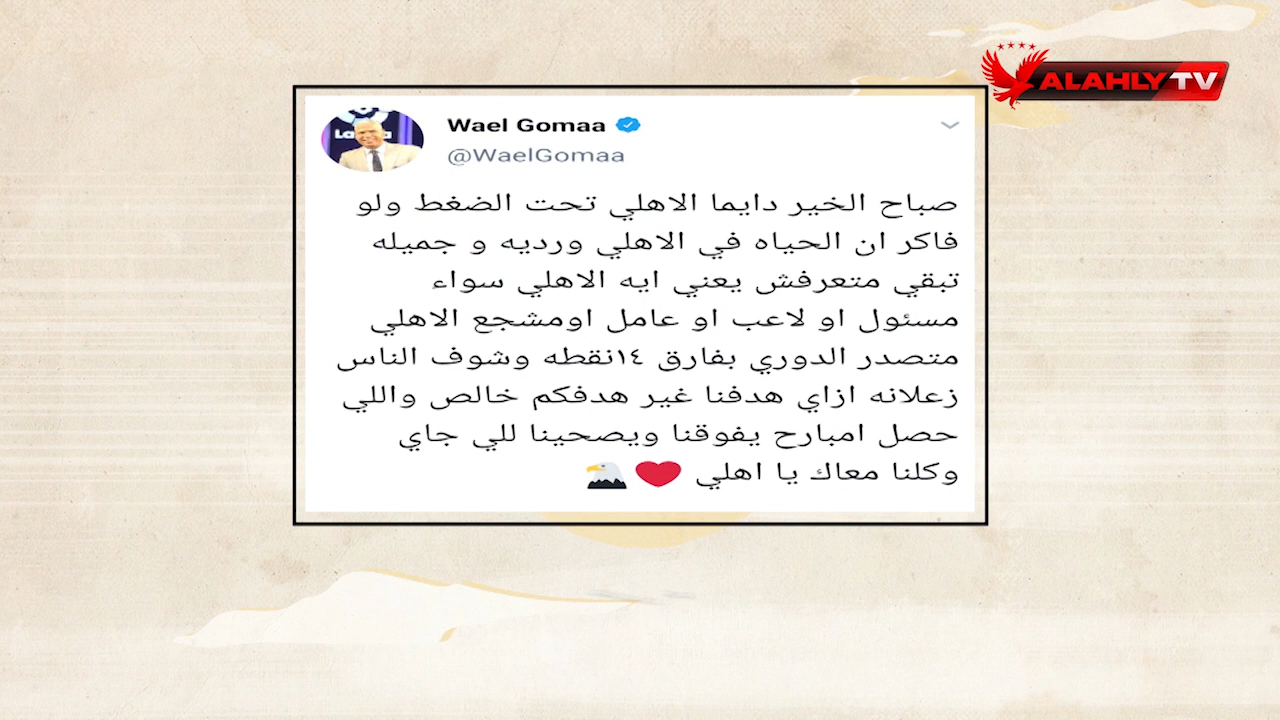 ALAHLY TV
Wael Gomaa
@WaelGomaa
صباح الخير دايما الاهلي تحت الضغط ولو
فاكر ان الحياه في الاهلي ورديه و جميله
تبقي متعرفش يعني ايه الاهلي سواء
مسئول او لاعب او عامل اومشجع الاهلي
متصدر الدوري بفارق ١٤نقطه وشوف الناس
زعلانه ازاي هدفنا غير هدفكم خالص واللي
حصل امبارح يفوقنا ويصحينا للي جاي
وكلنا معاك يا اهلي ❤️🦅